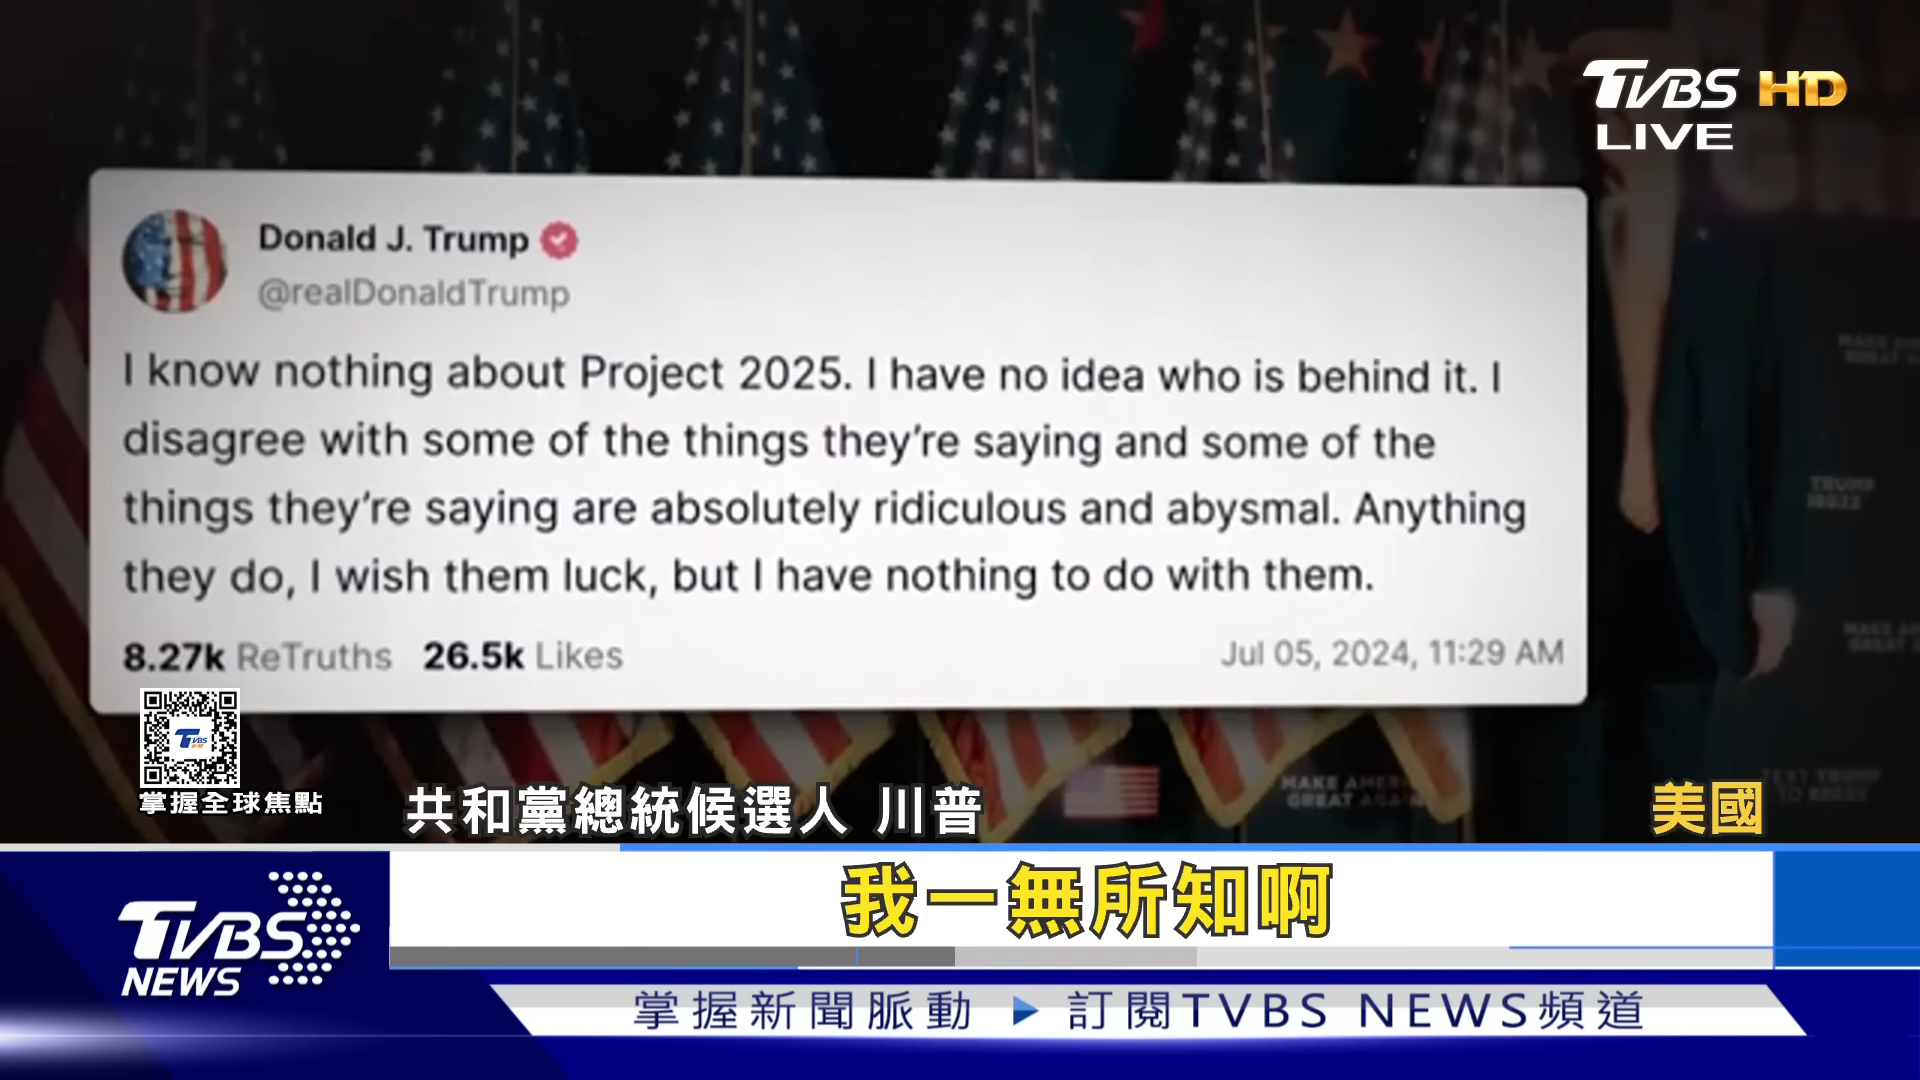 TVBS HD
LIVE
Donald J. Trump
@realDonaldTrump
I know nothing about Project 2025. I have no idea who is behind it. I
disagree with some of the things they're saying and some of the
things they're saying are absolutely ridiculous and abysmal. Anything
they do, I wish them luck, but I have nothing to do with them.
8.27k ReTruths 26.5k Likes
Jul 05, 2024, 11:29 AM
MAKE AMERICA
GREAT AGAIN
TVBS
掌握全球焦點
共和黨總統候選人 川普
美國
我一無所知啊
TVBS
NEWS
掌握新聞脈動 訂閱TVBS NEWS頻道